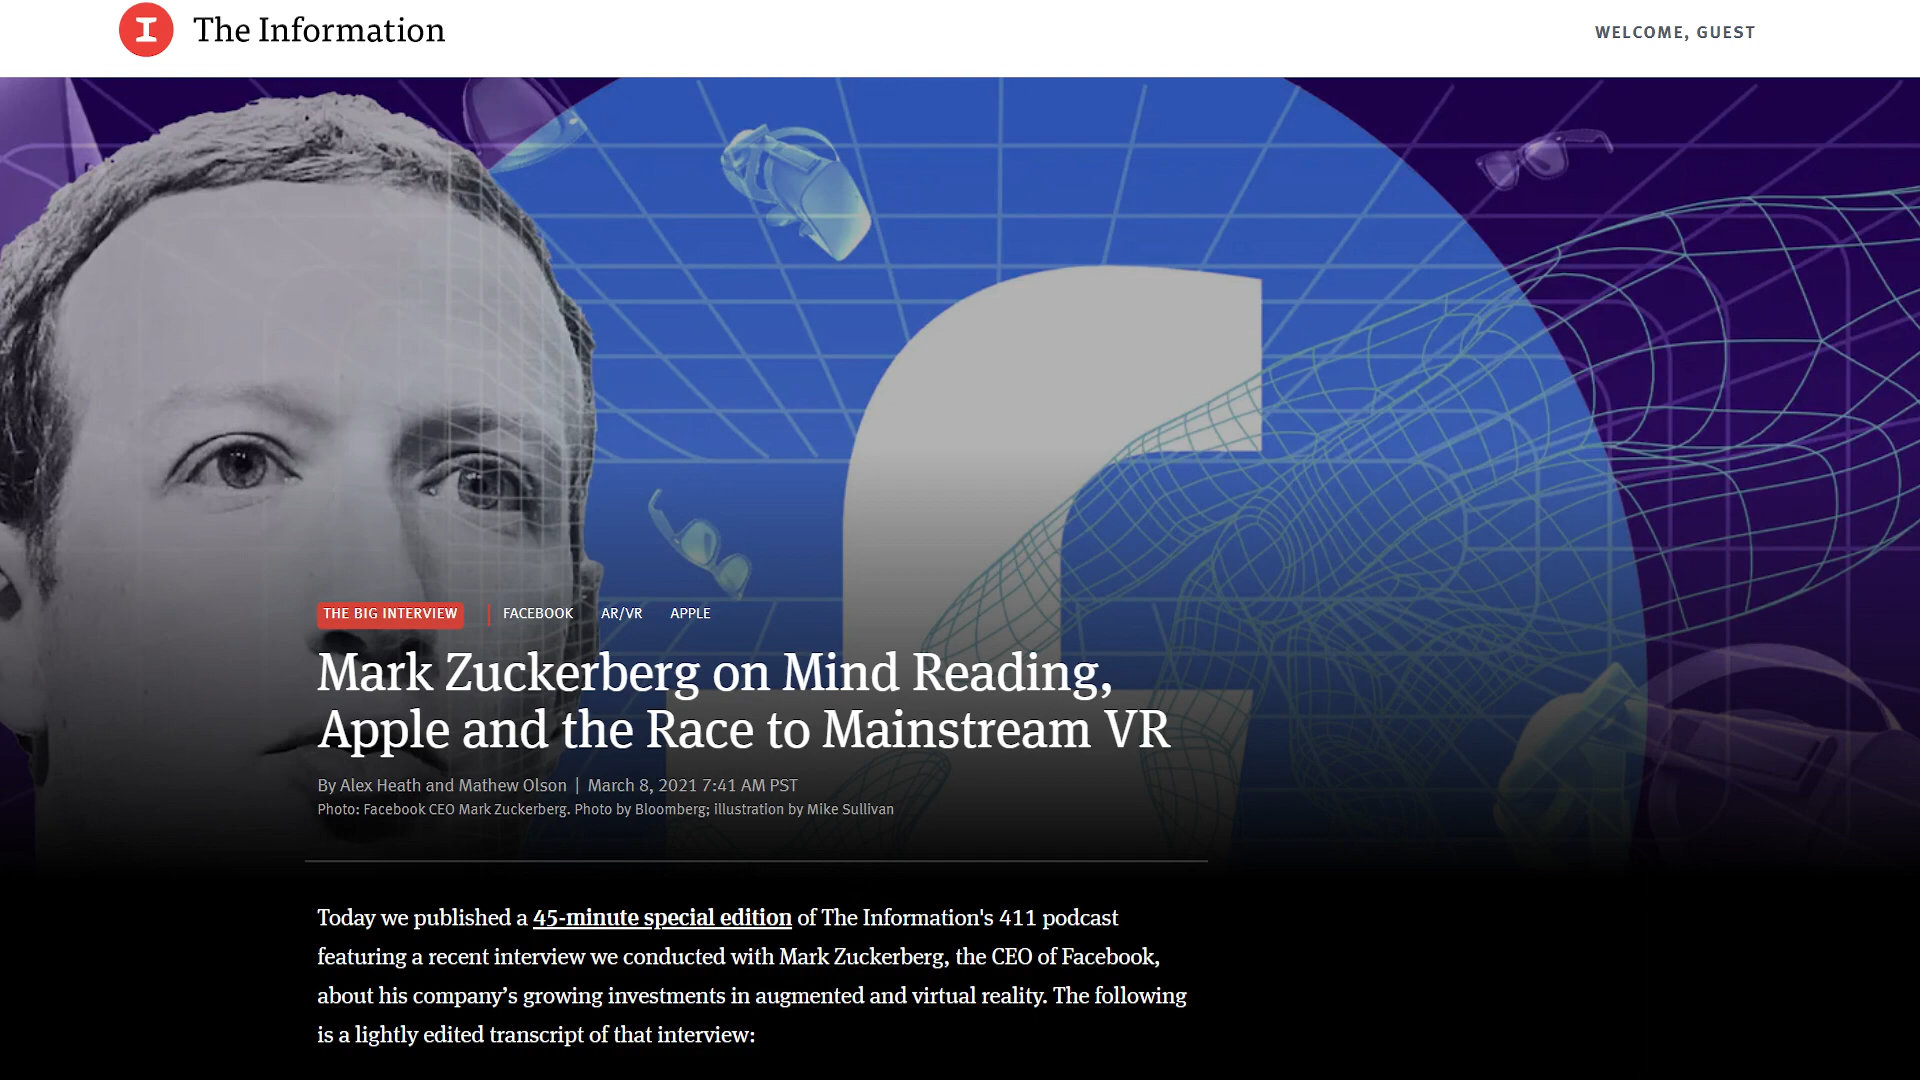 The Information
WELCOME, GUEST
THE BIG INTERVIEW
FACEBOOK
AR/VR
APPLE
Mark Zuckerberg on Mind Reading,
Apple and the Race to Mainstream VR
By Alex Heath and Mathew Olson | March 8, 2021 7:41 AM PST
Photo: Facebook CEO Mark Zuckerberg. Photo by Bloomberg; illustration by Mike Sullivan
Today we published a 45-minute special edition of The Information's 411 podcast
featuring a recent interview we conducted with Mark Zuckerberg, the CEO of Facebook,
about his company’s growing investments in augmented and virtual reality. The following
is a lightly edited transcript of that interview: